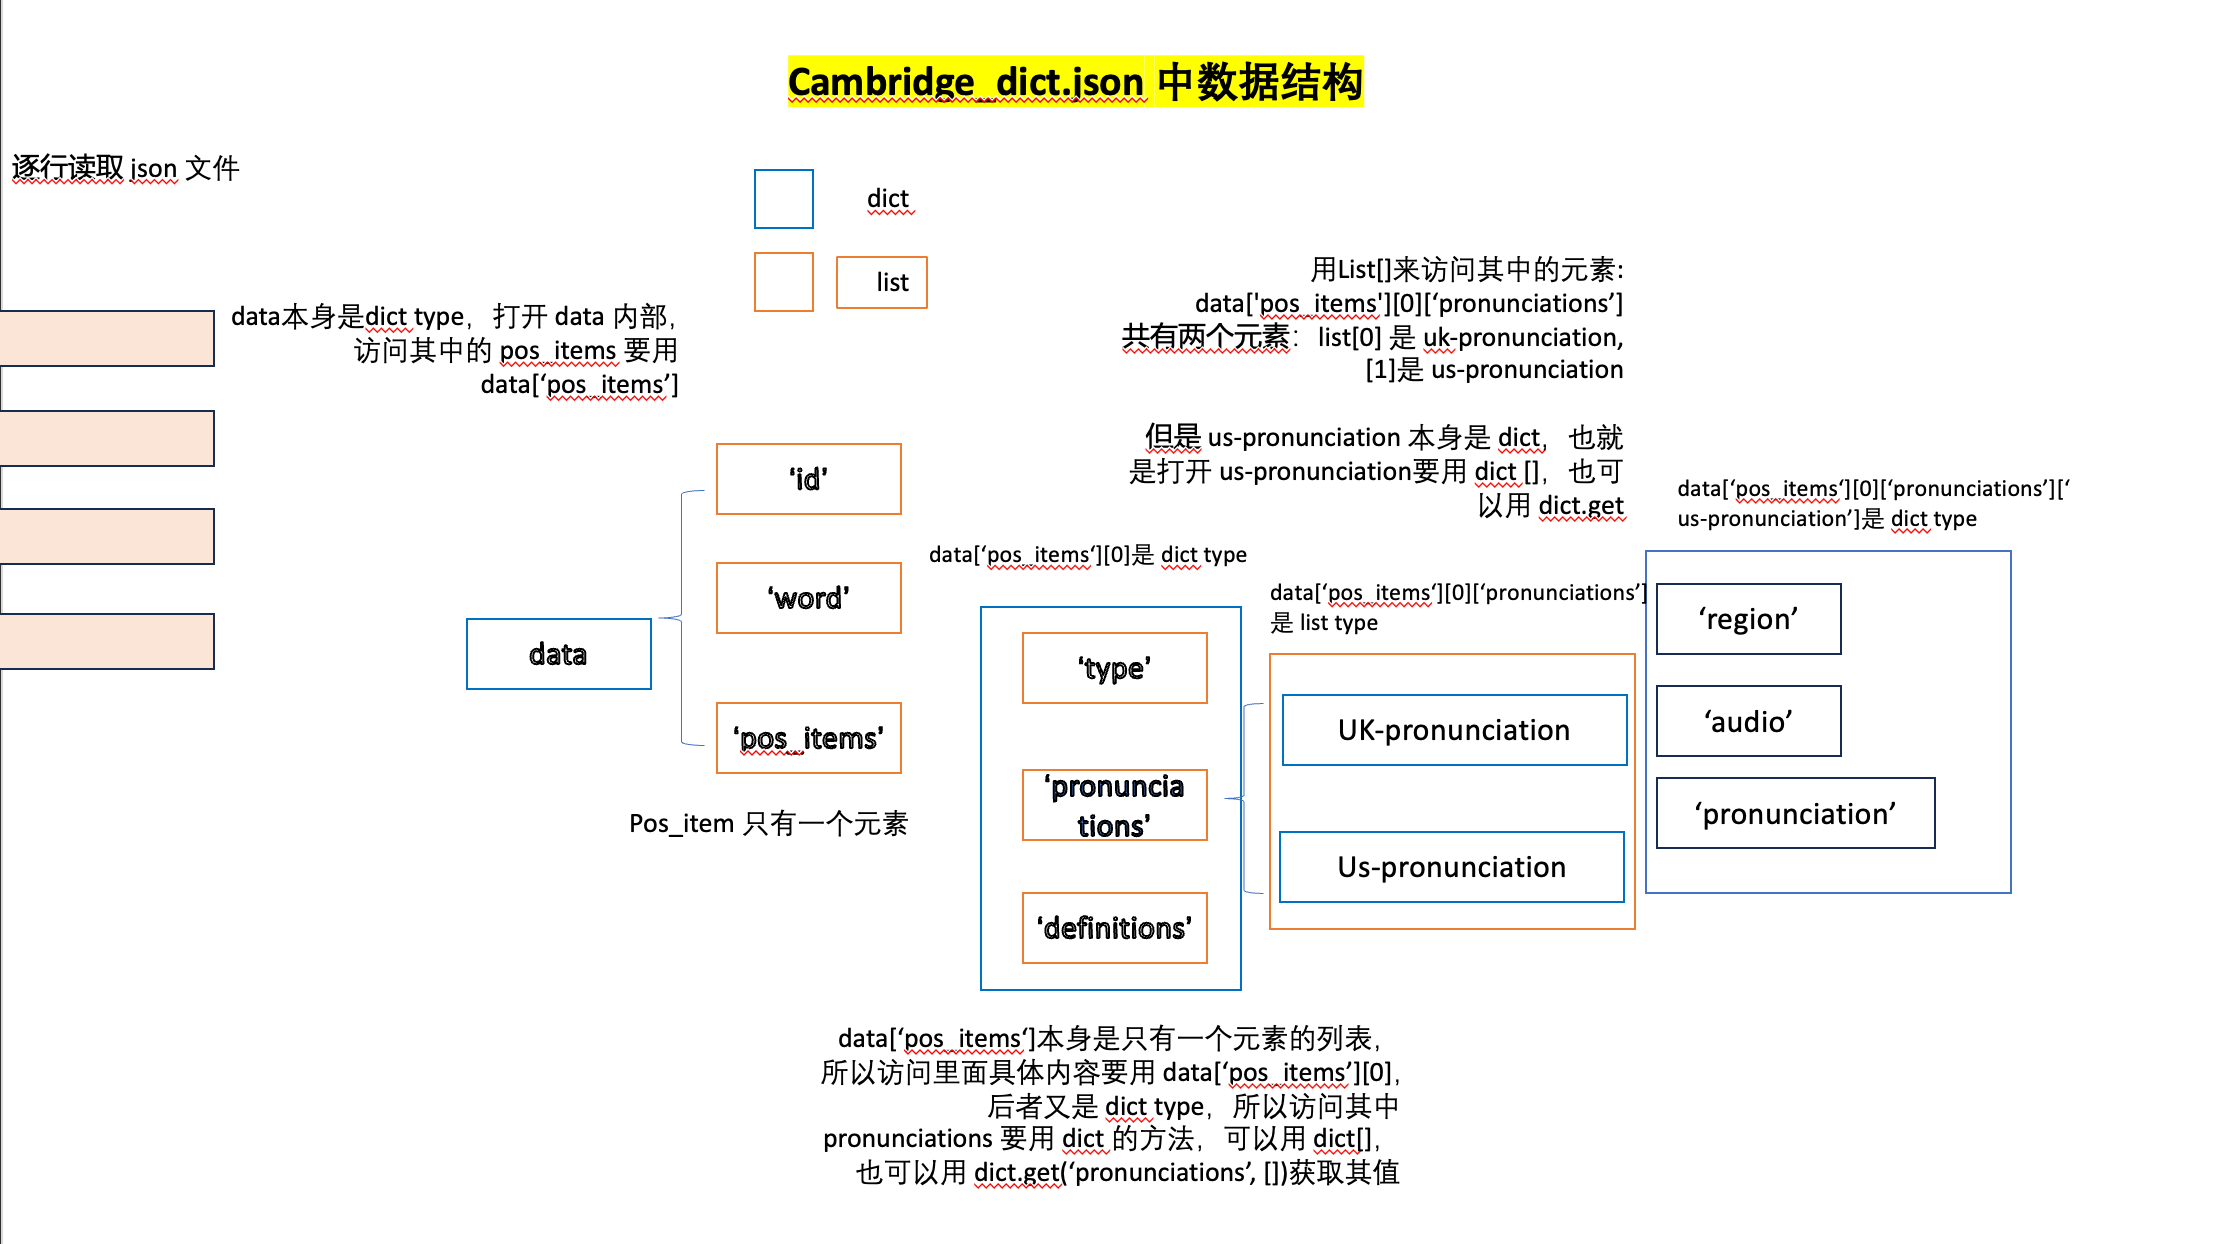 Cambridge_dict.json 中数据结构
逐行读取 json 文件
dict
list
data本身是dict type，打开 data 内部，
访问其中的 pos_items 要用
data[‘pos_items’]
用List[]来访问其中的元素:
data['pos_items'][0][‘pronunciations’]
共有两个元素：list[0] 是 uk-pronunciation,
[1]是 us-pronunciation
但是 us-pronunciation 本身是 dict，也就
是打开 us-pronunciation要用 dict []，也可
以用 dict.get
data[‘pos_items‘][0][‘pronunciations’][‘
us-pronunciation’]是 dict type
data[‘pos_items‘][0]是 dict type
data[‘pos_items‘][0][‘pronunciations’]
是 list type
‘id’
‘word’
data
‘pos_items’
Pos_item 只有一个元素
‘type’
‘pronuncia
tions’
‘definitions’
UK-pronunciation
Us-pronunciation
‘region’
‘audio’
‘pronunciation’
data[‘pos_items‘]本身是只有一个元素的列表，
所以访问里面具体内容要用 data[‘pos_items’][0]，
后者又是 dict type，所以访问其中
pronunciations 要用 dict 的方法，可以用 dict[]，
也可以用 dict.get(‘pronunciations’, [])获取其值